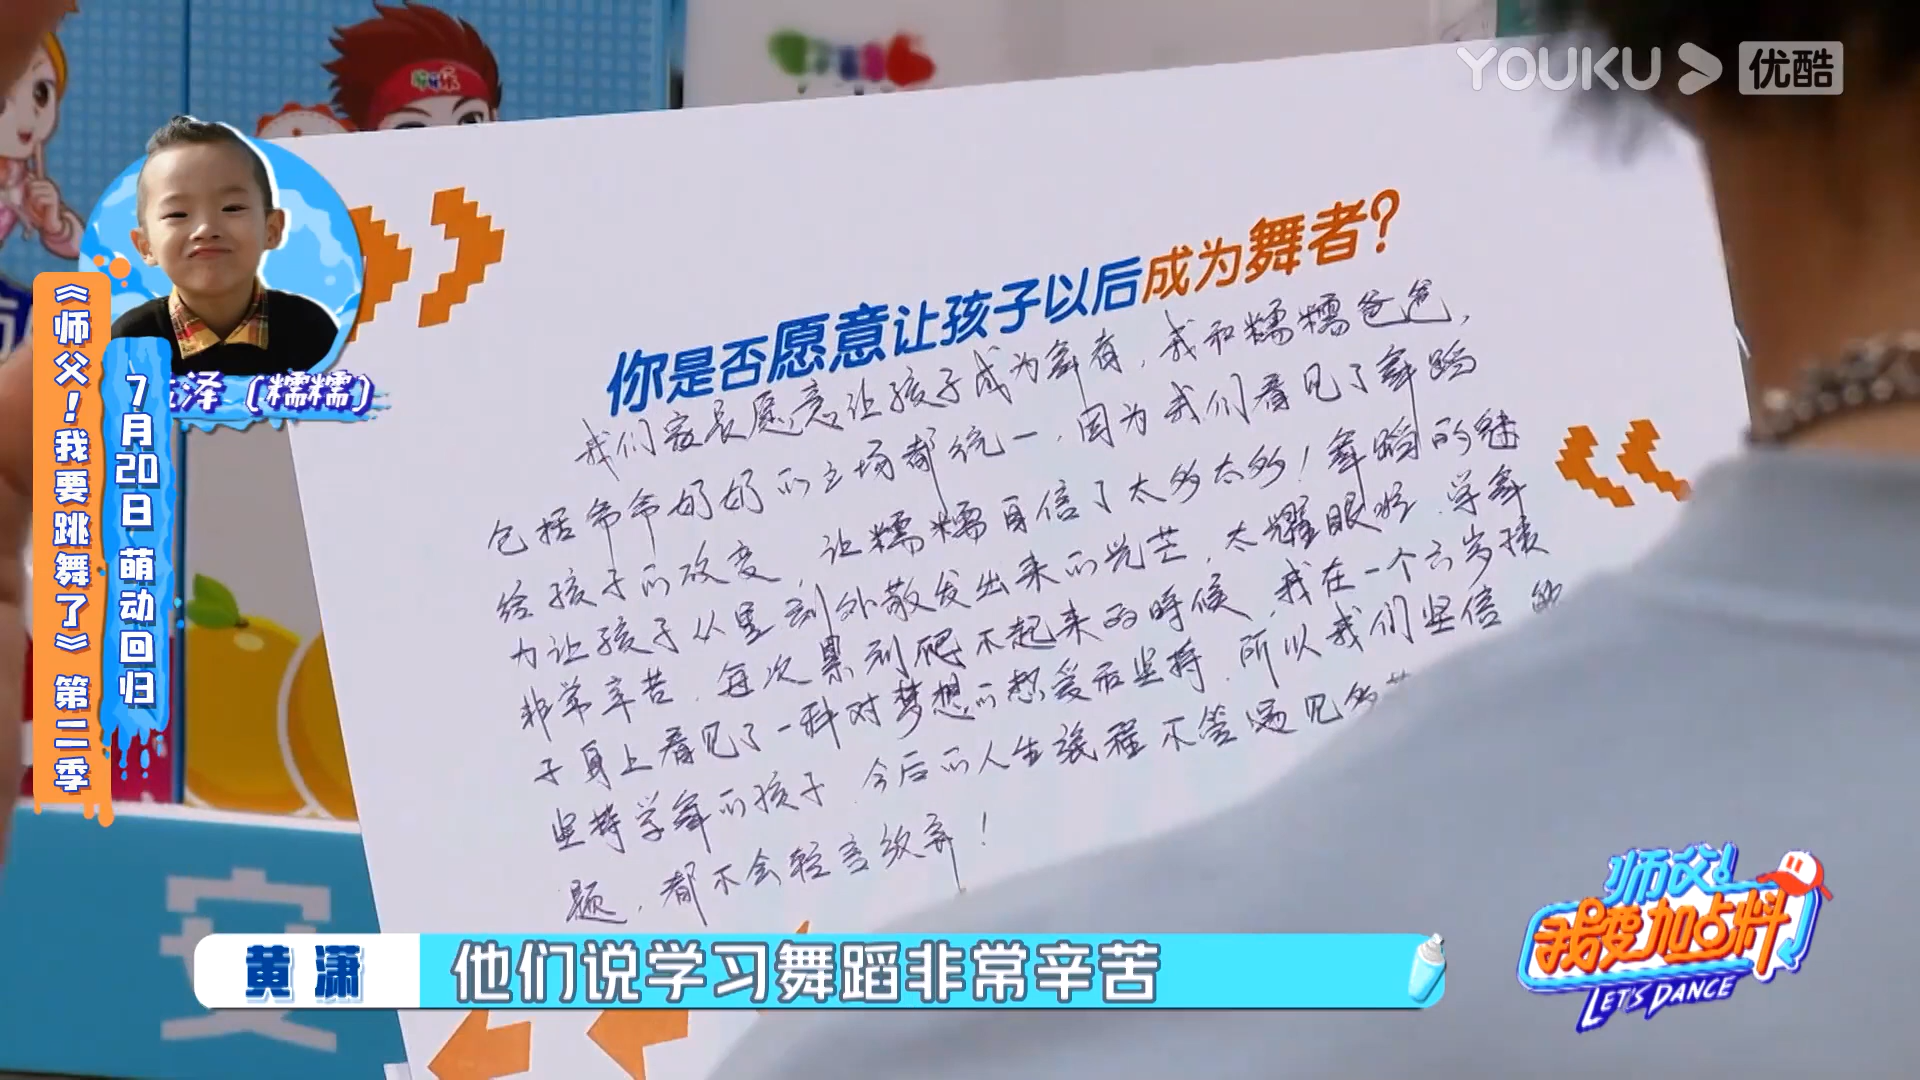 YOUKU 优酷
你是否愿意让孩子以后成为舞者?
我们家长愿意让孩子成为舞者，我和糯糯爸爸，
包括爷爷奶奶的立场都统一，因为我们看见了舞蹈
给孩子的改变，让糯糯自信了太多太多！舞蹈的魅
力让孩子从里到外散发出来的光芒，太耀眼啦．学舞
非常辛苦．每次累到爬不起来的时候，我在一个六岁孩
子身上看见了一种对梦想的热爱和坚持．所以我们坚信
坚持学舞的孩子．今后的人生旅程不管遇见多
题，都不会轻言放弃！
泽（糯糯）
《师父！我要跳舞了》第二季
7月20日 萌动回归
安
黄潇
他们说学习舞蹈非常辛苦
师父！
我要加点料
LET'S DANCE